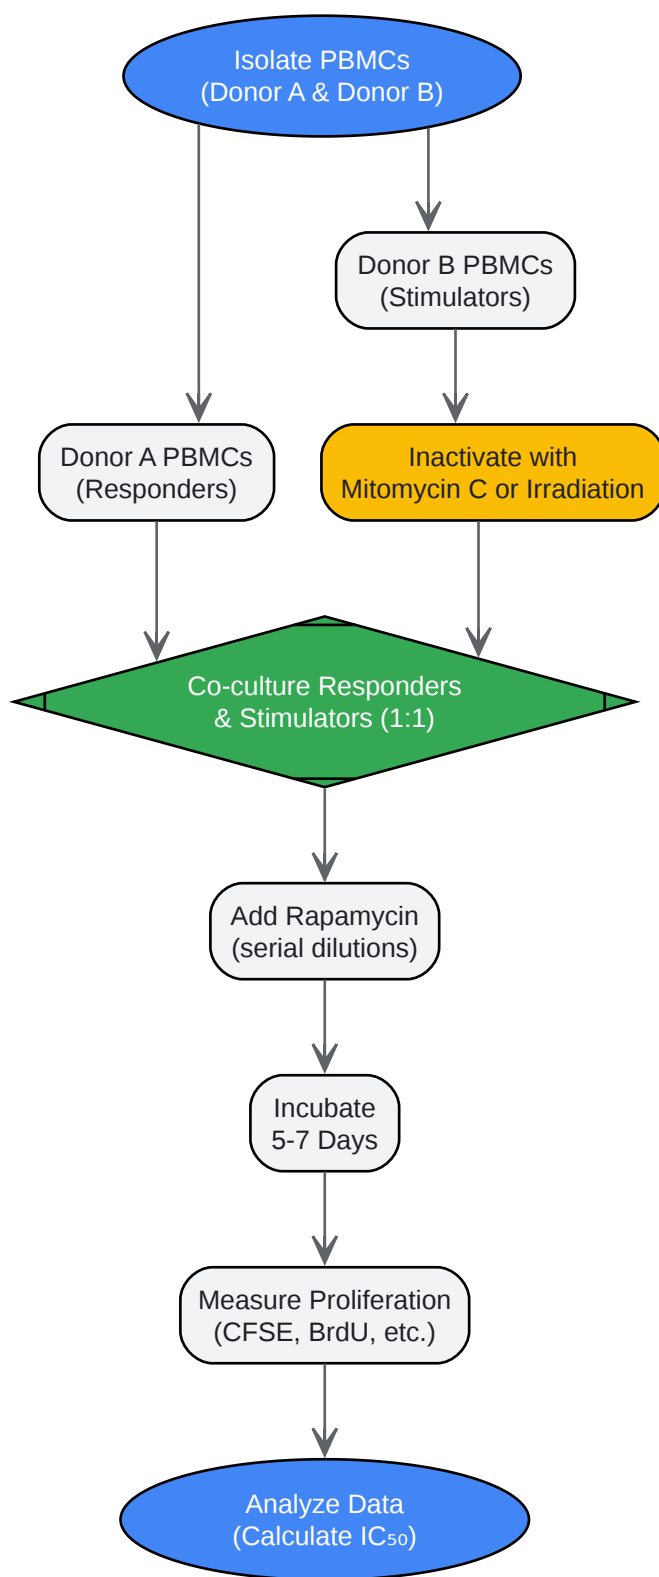 Isolate PBMCs
(Donor A & Donor B)
Donor B PBMCs
(Stimulators)
Donor A PBMCs
(Responders)
Inactivate with
Mitomycin C or Irradiation
Co-culture Responders
& Stimulators (1:1)
Add Rapamycin
(serial dilutions)
Incubate
5-7 Days
Measure Proliferation
(CFSE, BrdU, etc.)
Analyze Data
(Calculate IC₅₀)